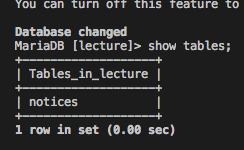 You can turn off this feature to
Database changed
MariaDB [lecture]> show tables;
+-------------------+
| Tables_in_lecture |
+-------------------+
| notices           |
+-------------------+
1 row in set (0.00 sec)